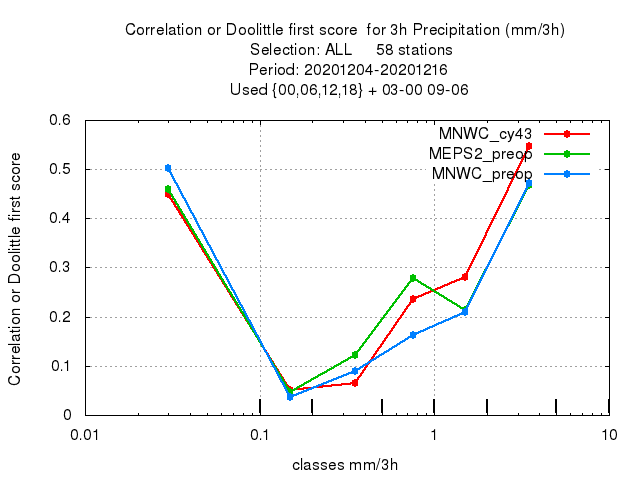 Correlation or Doolittle first score  for 3h Precipitation (mm/3h)
Selection: ALL     58 stations
Period: 20201204-20201216
Used {00,06,12,18} + 03-00 09-06
Correlation or Doolittle first score
0.6
0.5
0.4
0.3
0.2
0.1
0
MNWC_cy43
MEPS2_preop
MNWC_preop
0.01 0.1 1 10
classes mm/3h